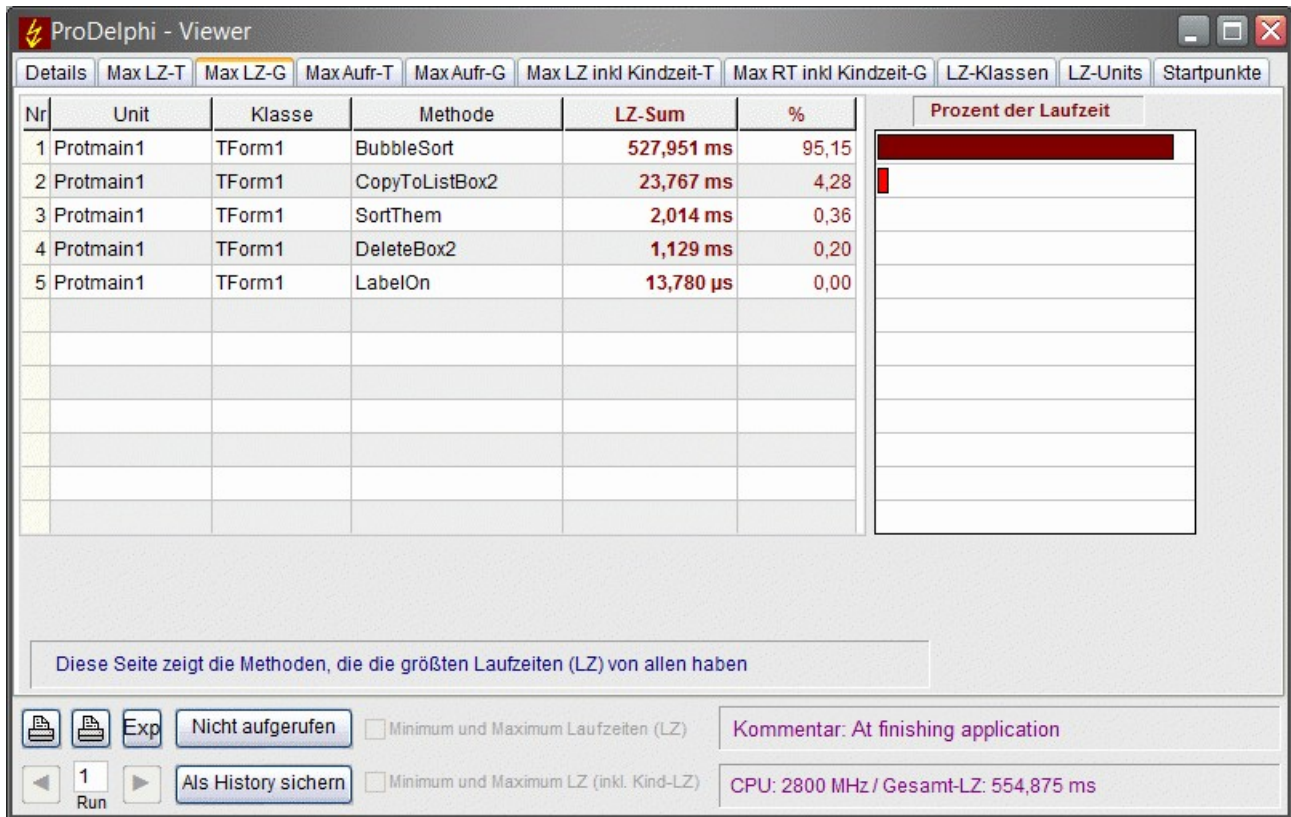 ProDelphi - Viewer
Details Max LZ-T Max LZ-G Max Aufr-T Max Aufr-G Max LZ inkl Kindzeit-T Max RT inkl Kindzeit-G LZ-Klassen LZ-Units Startpunkte
Nr Unit Klasse Methode LZ-Sum % Prozent der Laufzeit
1 Protmain1 TForm1 BubbleSort 527,951 ms 95,15
2 Protmain1 TForm1 CopyToListBox2 23,767 ms 4,28
3 Protmain1 TForm1 SortThem 2,014 ms 0,36
4 Protmain1 TForm1 DeleteBox2 1,129 ms 0,20
5 Protmain1 TForm1 LabelOn 13,780 µs 0,00
Diese Seite zeigt die Methoden, die die größten Laufzeiten (LZ) von allen haben
Exp Nicht aufgerufen Minimum und Maximum Laufzeiten (LZ) Kommentar: At finishing application
1 Als History sichern Minimum und Maximum LZ (inkl. Kind-LZ) CPU: 2800 MHz / Gesamt-LZ: 554,875 ms
Run